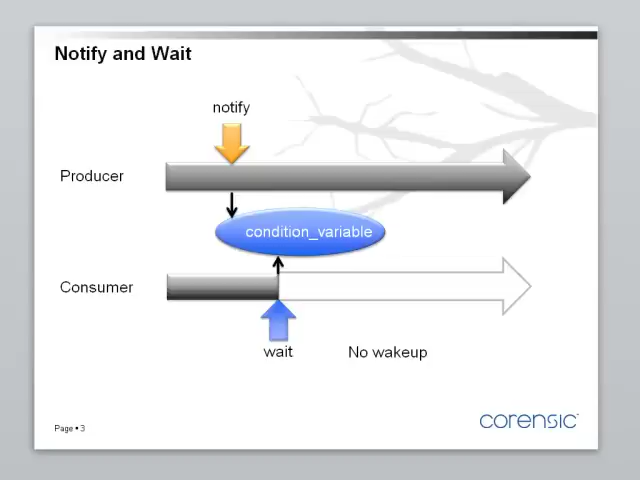 Notify and Wait
notify
Producer
condition_variable
Consumer
wait
No wakeup
Page ▪ 3
corensic